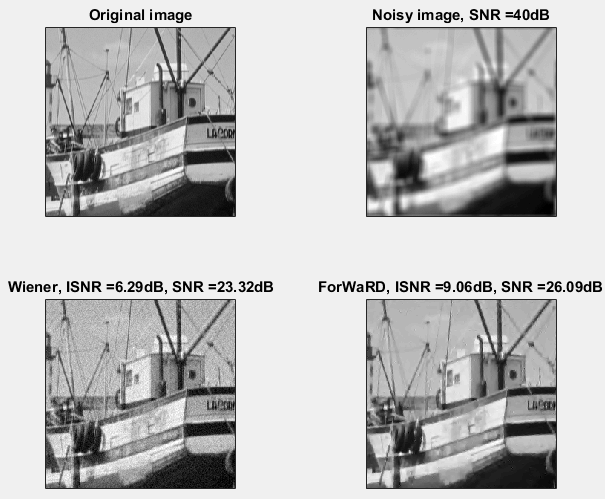 Original image
Noisy image, SNR =40dB
Wiener, ISNR =6.29dB, SNR =23.32dB
ForWaRD, ISNR =9.06dB, SNR =26.09dB